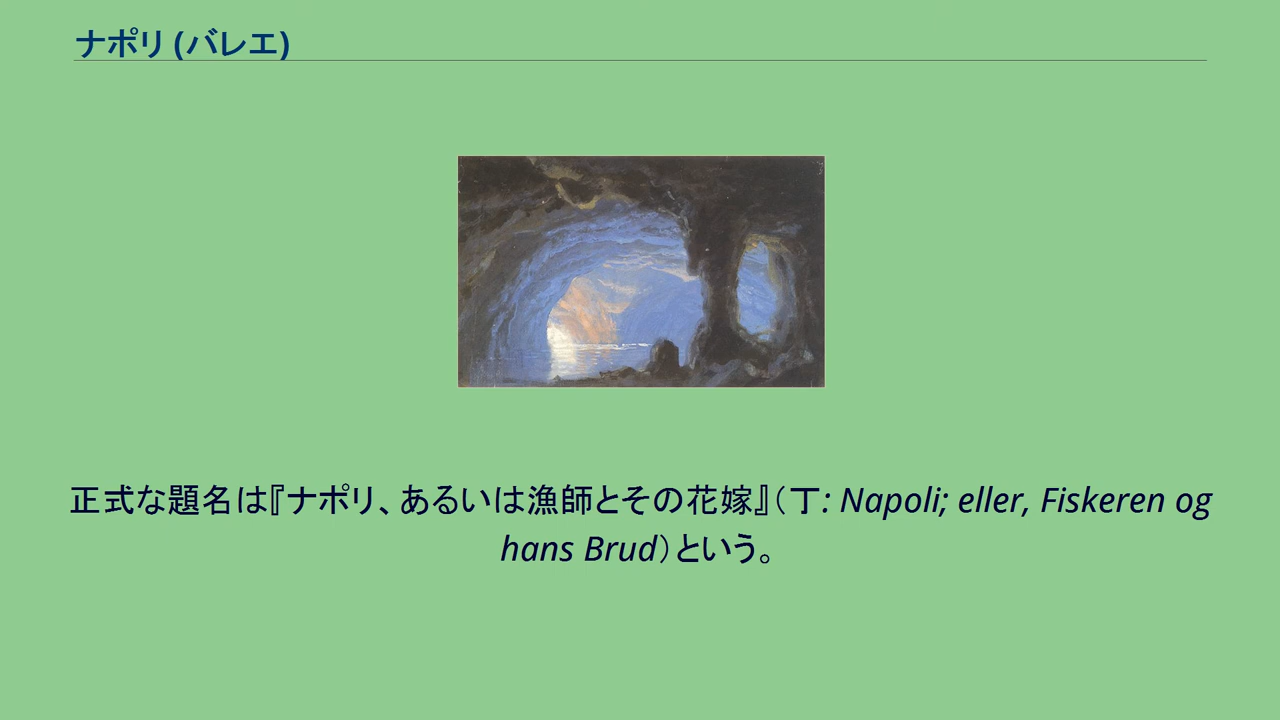 ナポリ (バレエ)
正式な題名は『ナポリ、あるいは漁師とその花嫁』（丁: Napoli; eller, Fiskeren og
hans Brud）という。